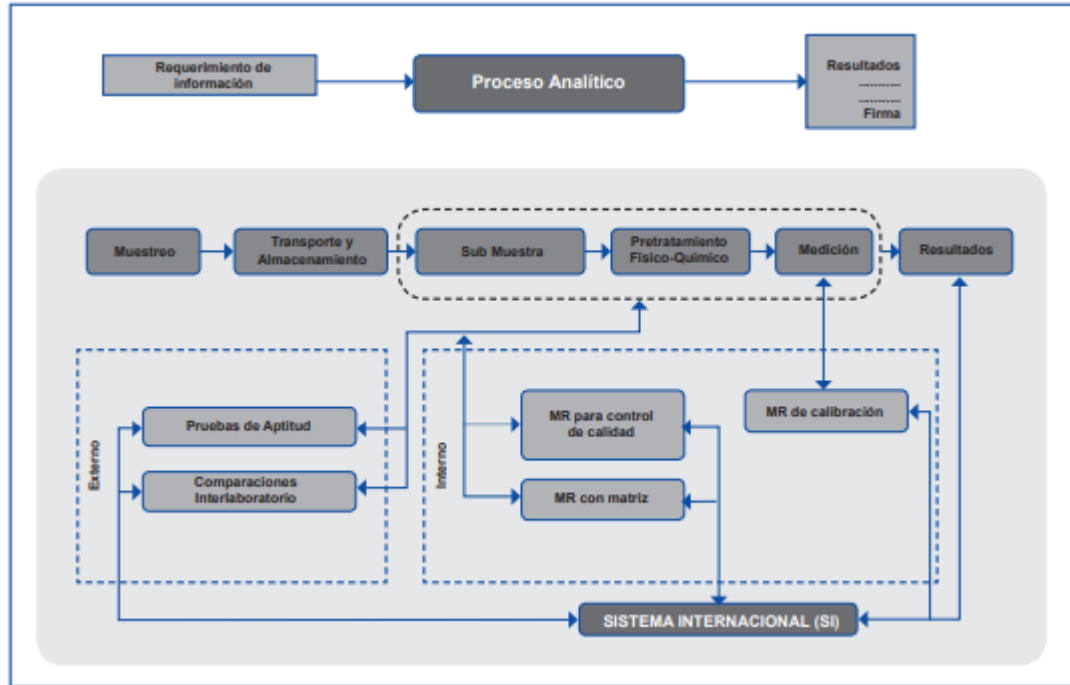 Requerimiento de
información
Proceso Analítico
Resultados
...........
...........
Firma
Muestreo
Transporte y
Almacenamiento
Sub Muestra
Pretratamiento
Físico-Químico
Medición
Resultados
Externo
Pruebas de Aptitud
Comparaciones
Interlaboratorio
Interno
MR para control
de calidad
MR con matriz
MR de calibración
SISTEMA INTERNACIONAL (SI)